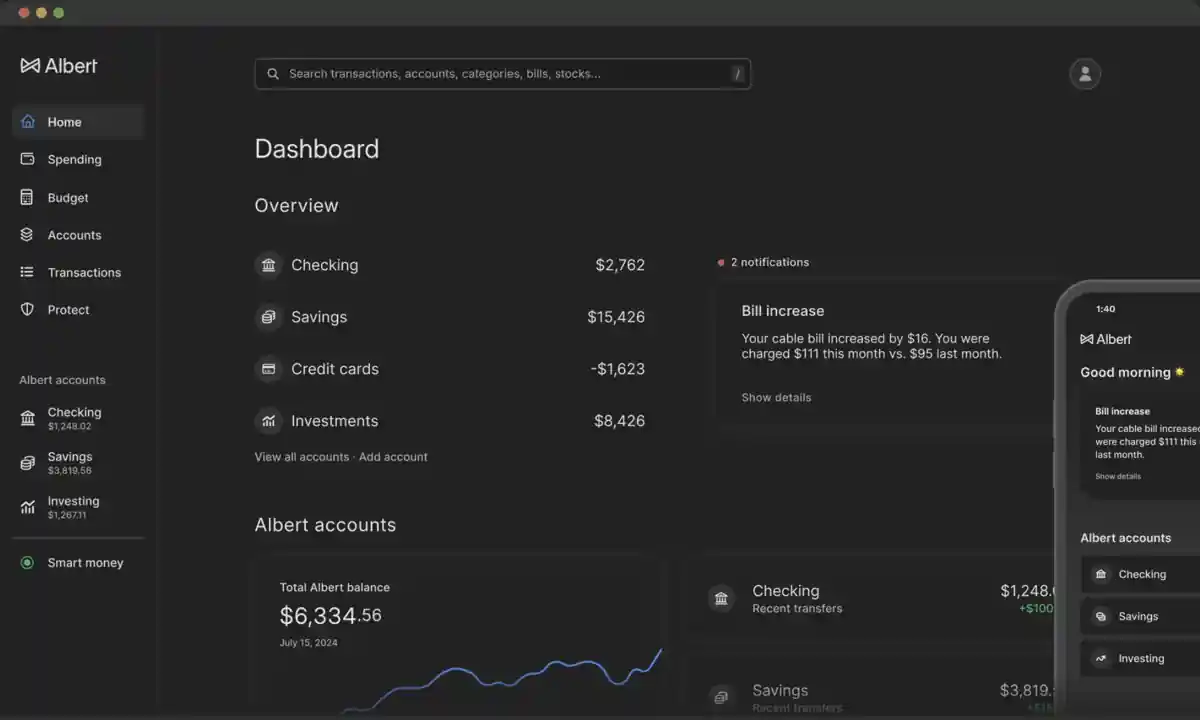 Albert
Search transactions, accounts, categories, bills, stocks...
/
Home
Spending
Budget
Accounts
Transactions
Protect
Albert accounts
Checking
$1,248.02
Savings
$3,819.56
Investing
$1,267.11
Smart money
Dashboard
Overview
Checking
$2,762
Savings
$15,426
Credit cards
-$1,623
Investments
$8,426
View all accounts · Add account
2 notifications
Bill increase
Your cable bill increased by $16. You were
charged $111 this month vs. $95 last month.
Show details
Albert accounts
Total Albert balance
$6,334.56
July 15, 2024
Checking
$1,248.
Recent transfers
+$100
Savings
$3,819.
Recent transfers
1:40
Albert
Good morning
Bill increase
Your cable bill increased
were charged $111 this
last month.
Show details
Albert accounts
Checking
Savings
Investing